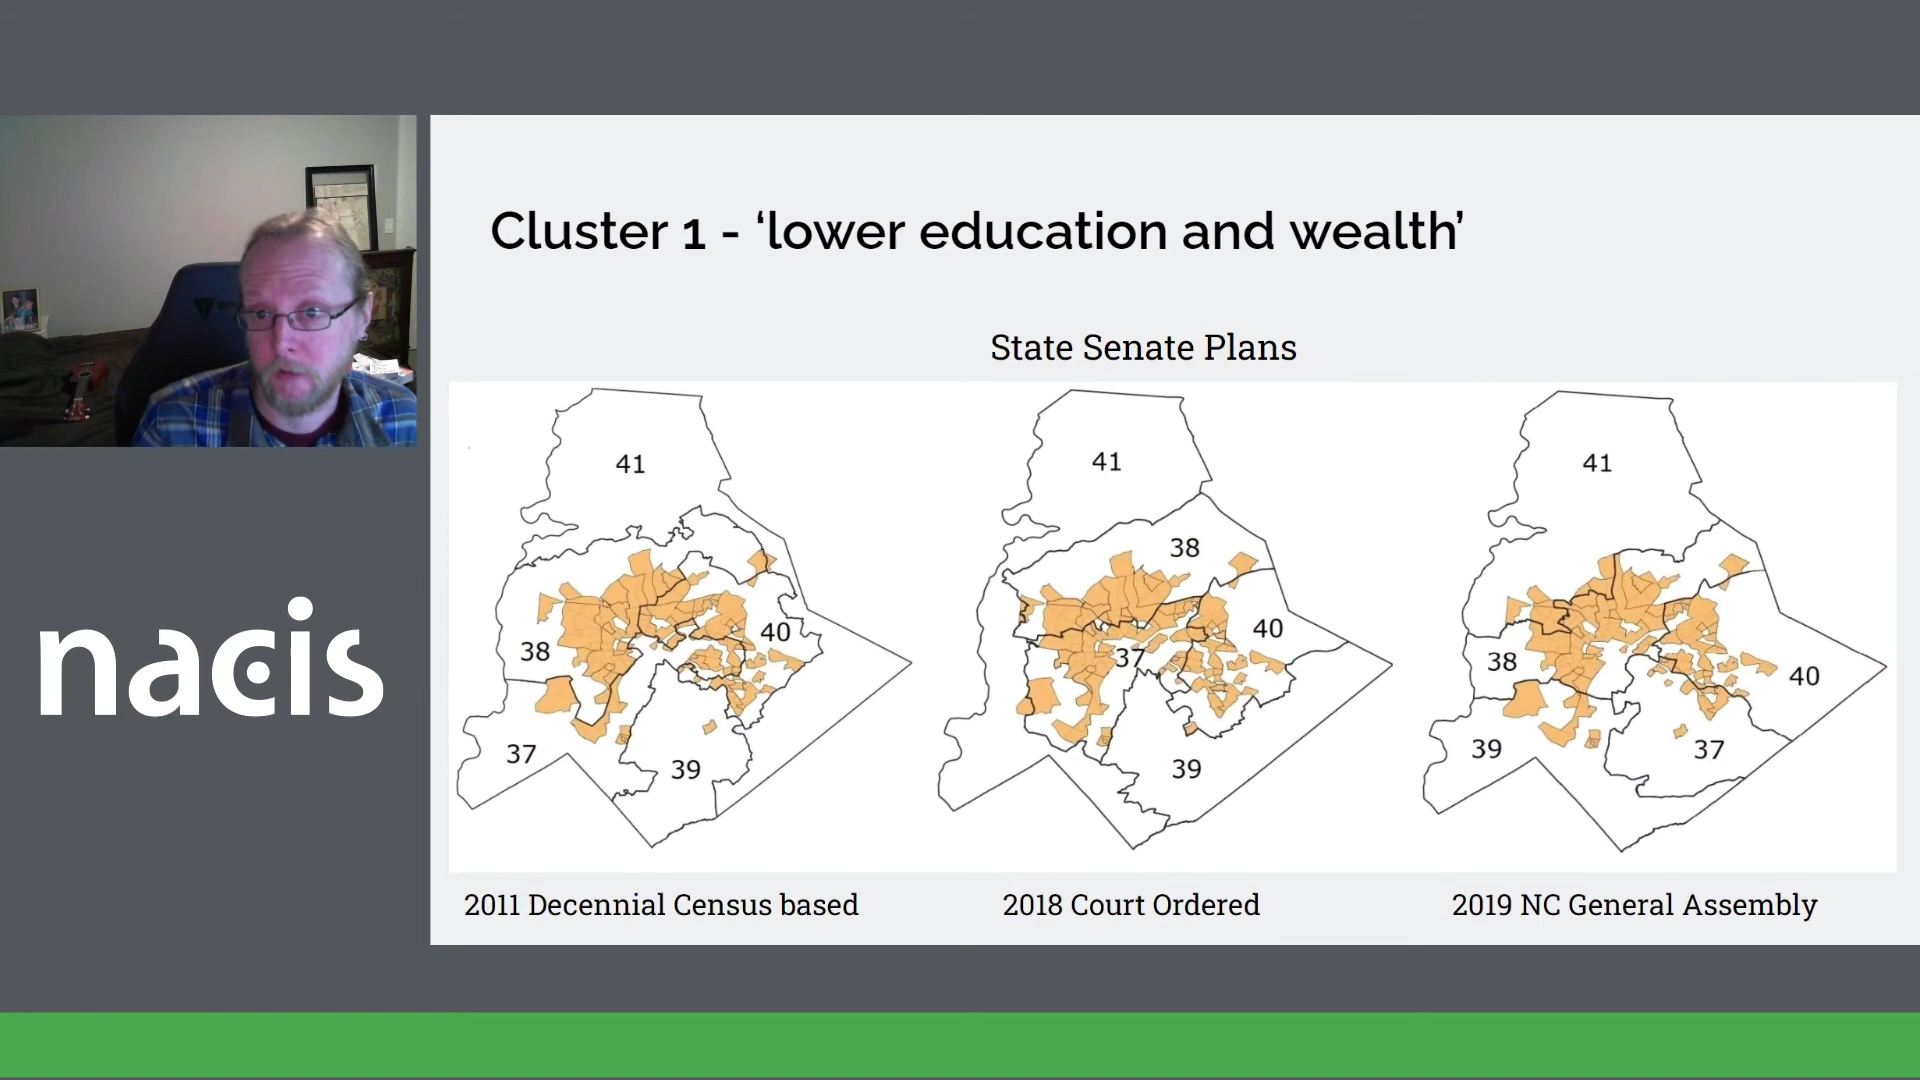 Cluster 1 - ‘lower education and wealth’
State Senate Plans
41
38
40
37
39
41
38
40
37
39
41
38
40
39
37
2011 Decennial Census based
2018 Court Ordered
2019 NC General Assembly
nacis